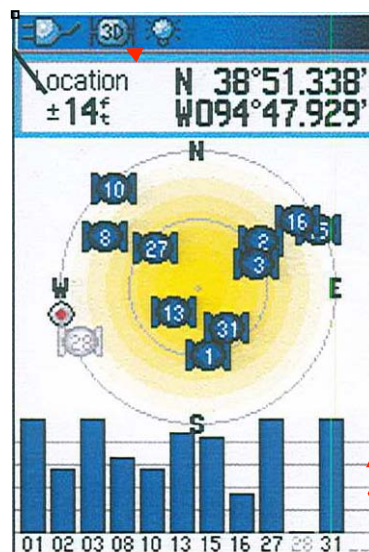 3D
Location N 38°51.338'
±14ft W094°47.929'
N
10
16 15
8 27 2
3
W E
13
31
28 1
S
01 02 03 08 10 13 15 16 27 28 31